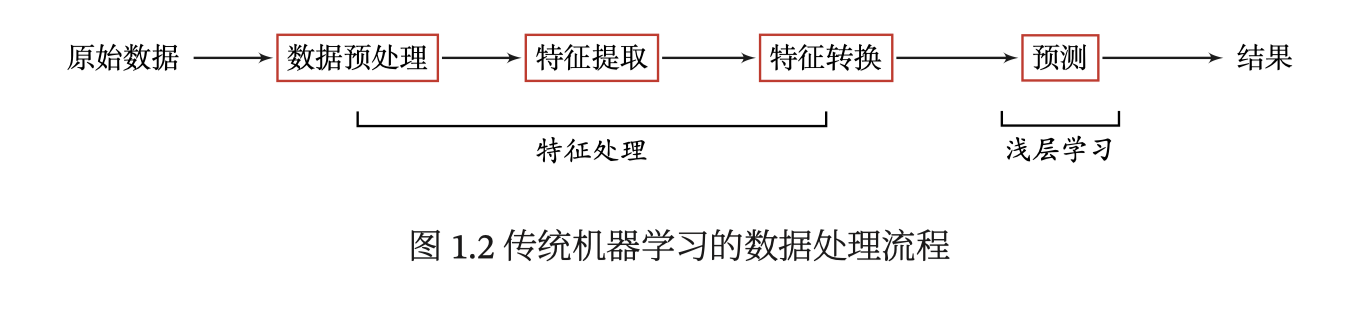 原始数据 数据预处理 特征提取 特征转换 预测 结果
特征处理 浅层学习
图 1.2 传统机器学习的数据处理流程